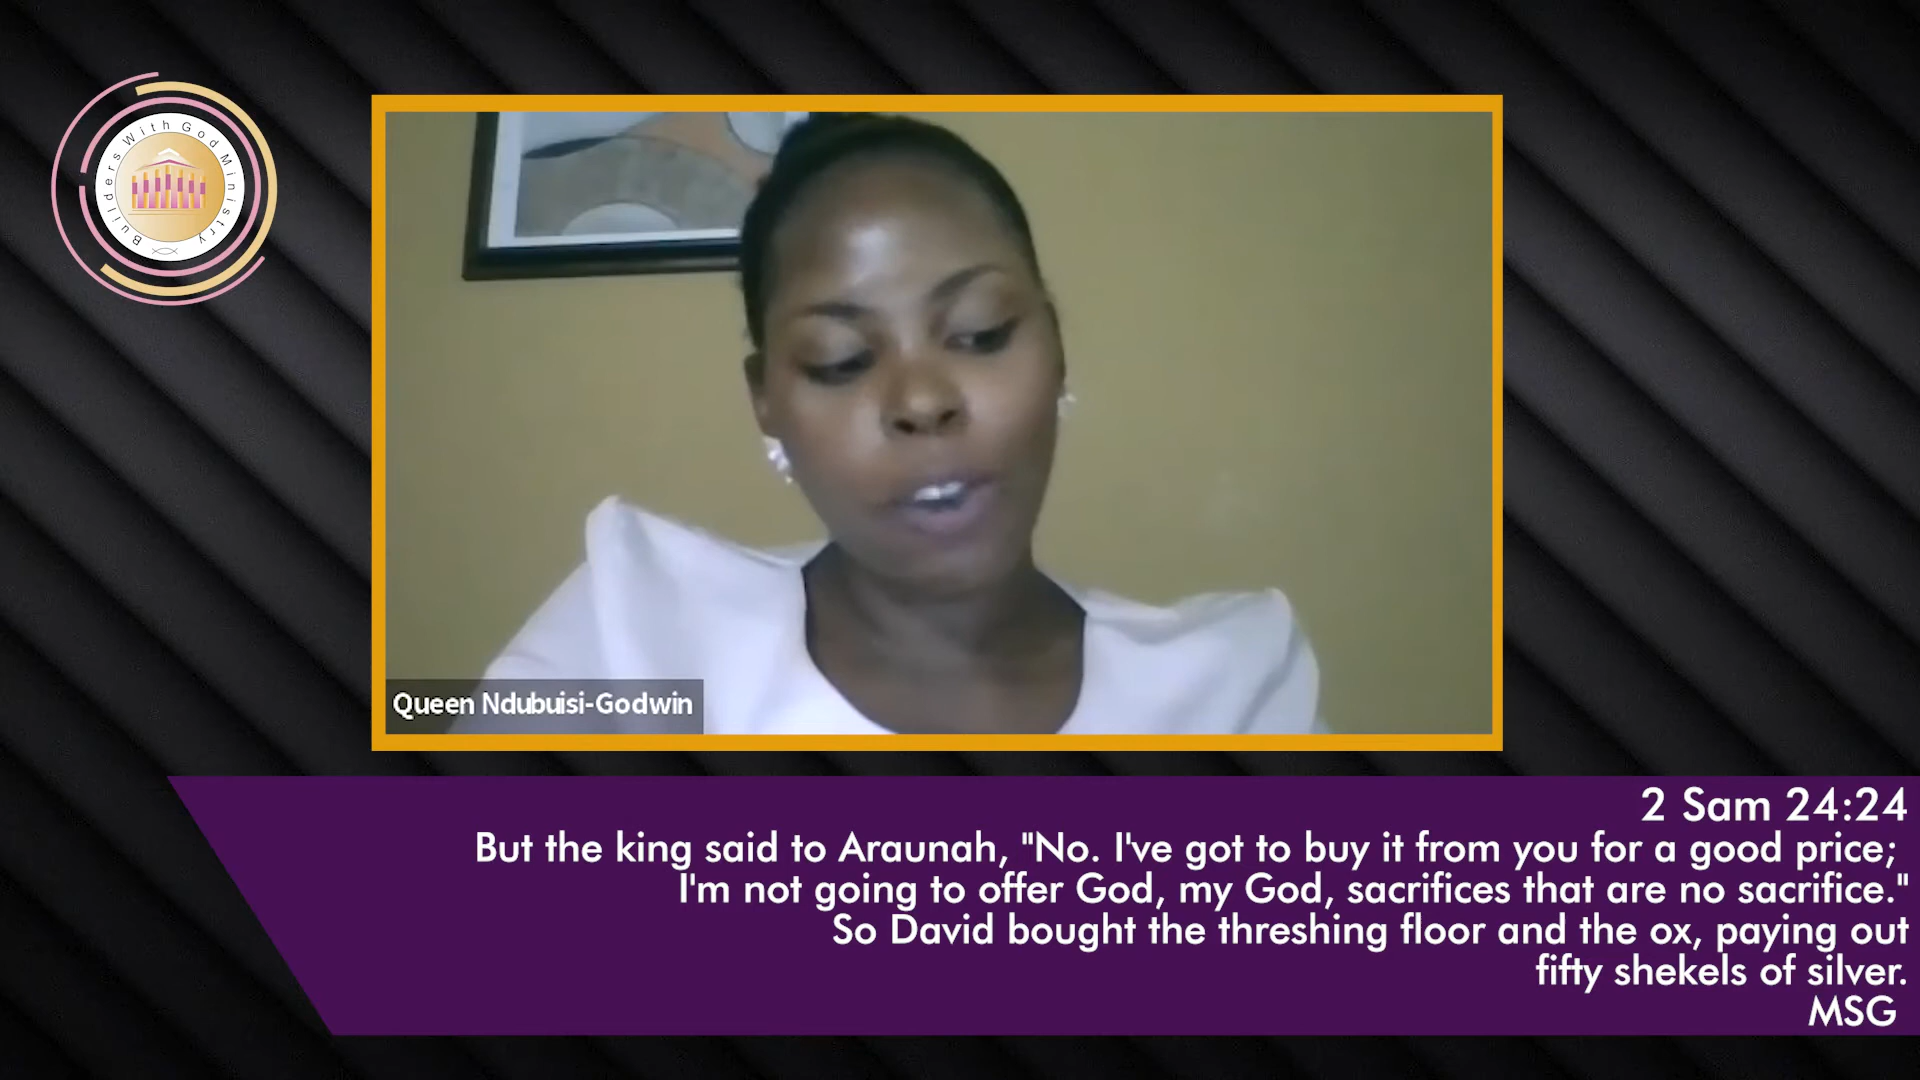 Builders With God Ministry
Queen Ndubuisi-Godwin
2 Sam 24:24
But the king said to Araunah, "No. I've got to buy it from you for a good price;
I'm not going to offer God, my God, sacrifices that are no sacrifice."
So David bought the threshing floor and the ox, paying out
fifty shekels of silver.
MSG